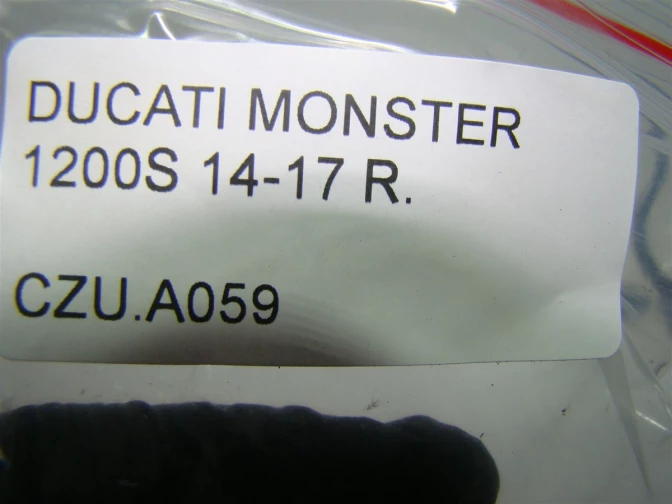 DUCATI MONSTER
1200S 14-17 R.
CZU.A059